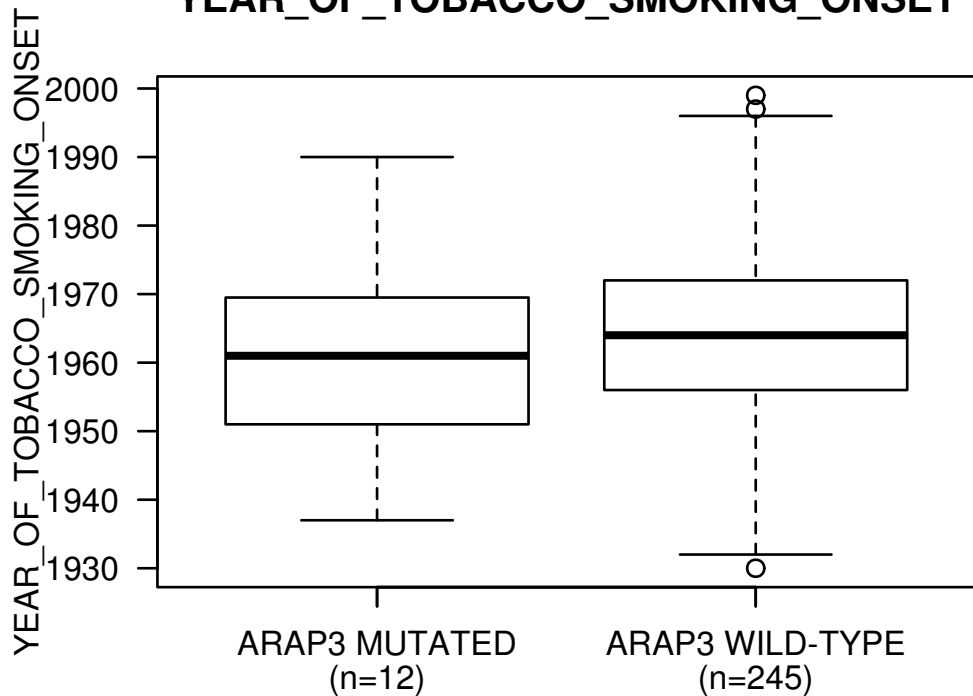 YEAR_OF_TOBACCO_SMOKING_ONSET
YEAR_OF_TOBACCO_SMOKING_ONSET
2000
1990
1980
1970
1960
1950
1940
1930
ARAP3 MUTATED
(n=12)
ARAP3 WILD-TYPE
(n=245)